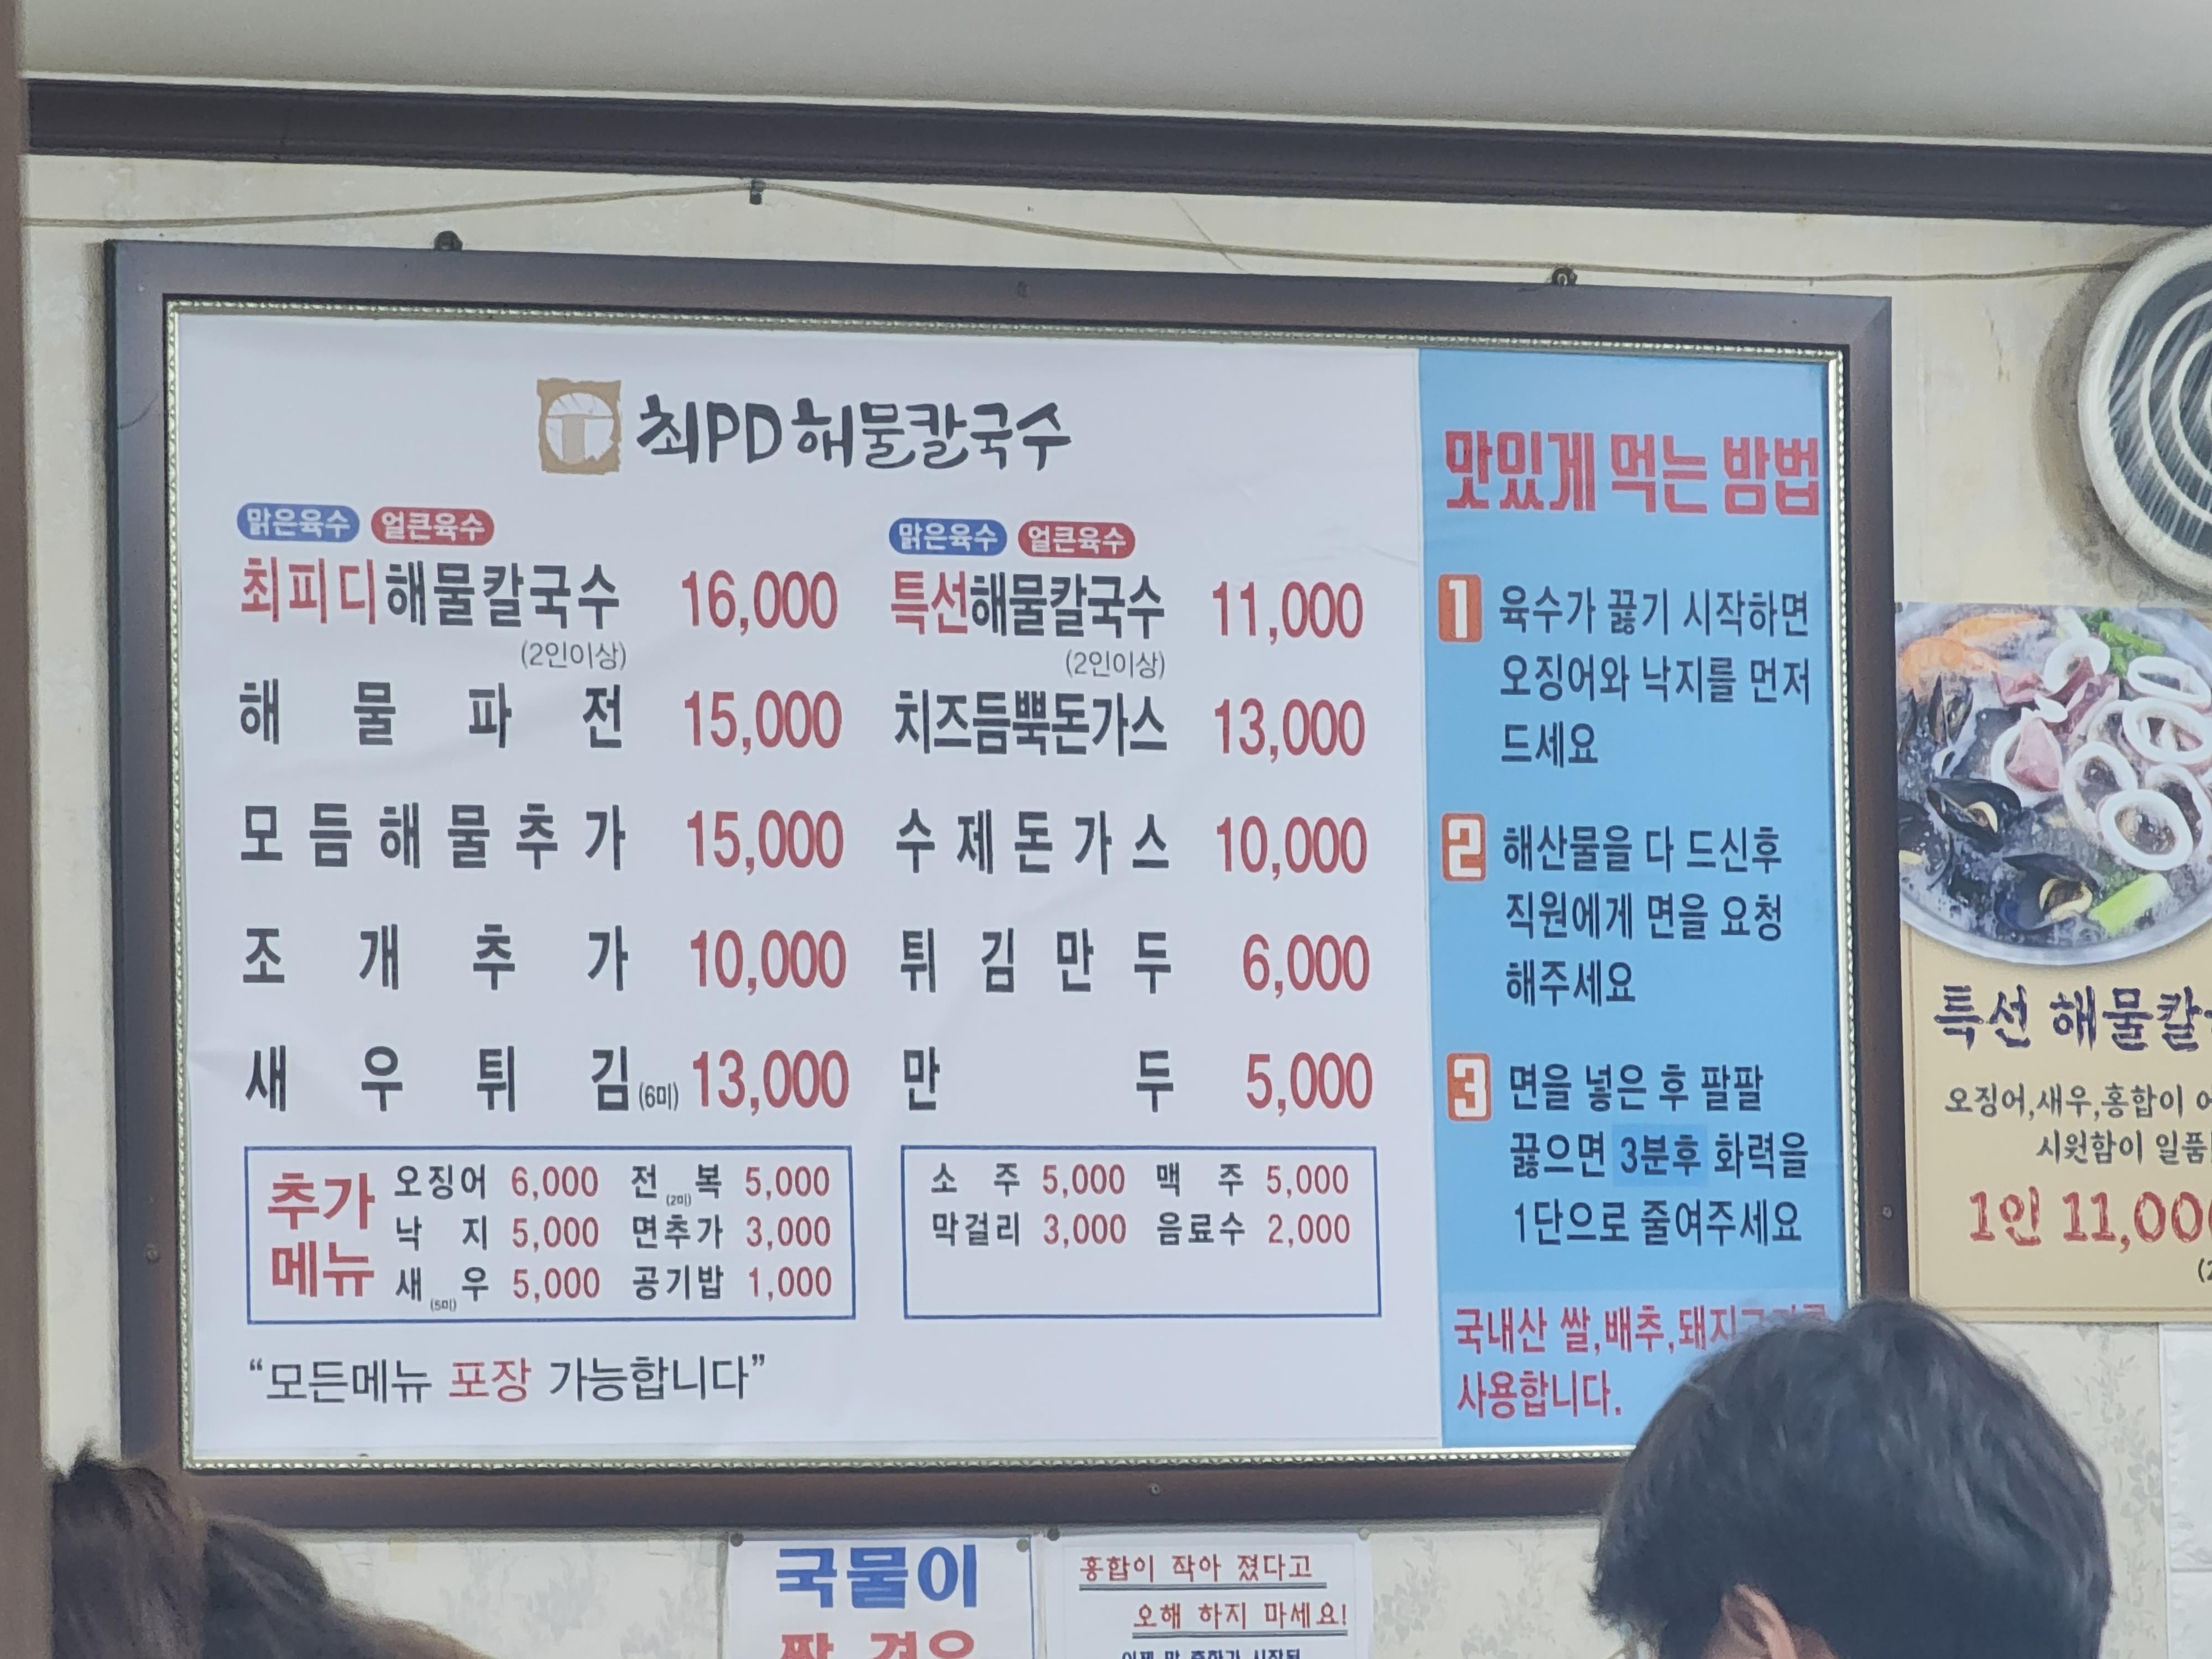 최PD해물칼국수
맑은육수 얼큰육수
최피디해물칼국수 16,000
(2인이상)
해물파전 15,000
모듬해물추가 15,000
조개추가 10,000
새우튀김(6미) 13,000
맑은육수 얼큰육수
특선해물칼국수 11,000
(2인이상)
치즈듬뿍돈가스 13,000
수제돈가스 10,000
튀김만두 6,000
만두 5,000
추가
메뉴
오징어 6,000 전(2미)복 5,000
낙지 5,000 면추가 3,000
새(5미)우 5,000 공기밥 1,000
소주 5,000 맥주 5,000
막걸리 3,000 음료수 2,000
“모든메뉴 포장 가능합니다”
맛있게 먹는 방법
1 육수가 끓기 시작하면
오징어와 낙지를 먼저
드세요
2 해산물을 다 드신후
직원에게 면을 요청
해주세요
3 면을 넣은 후 팔팔
끓으면 3분후 화력을
1단으로 줄여주세요
국내산 쌀,배추,돼지
사용합니다.
특선 해물칼
오징어,새우,홍합이
시원함이 일품
1인 11,00
국물이
홍합이 작아 졌다고
오해 하지 마세요!